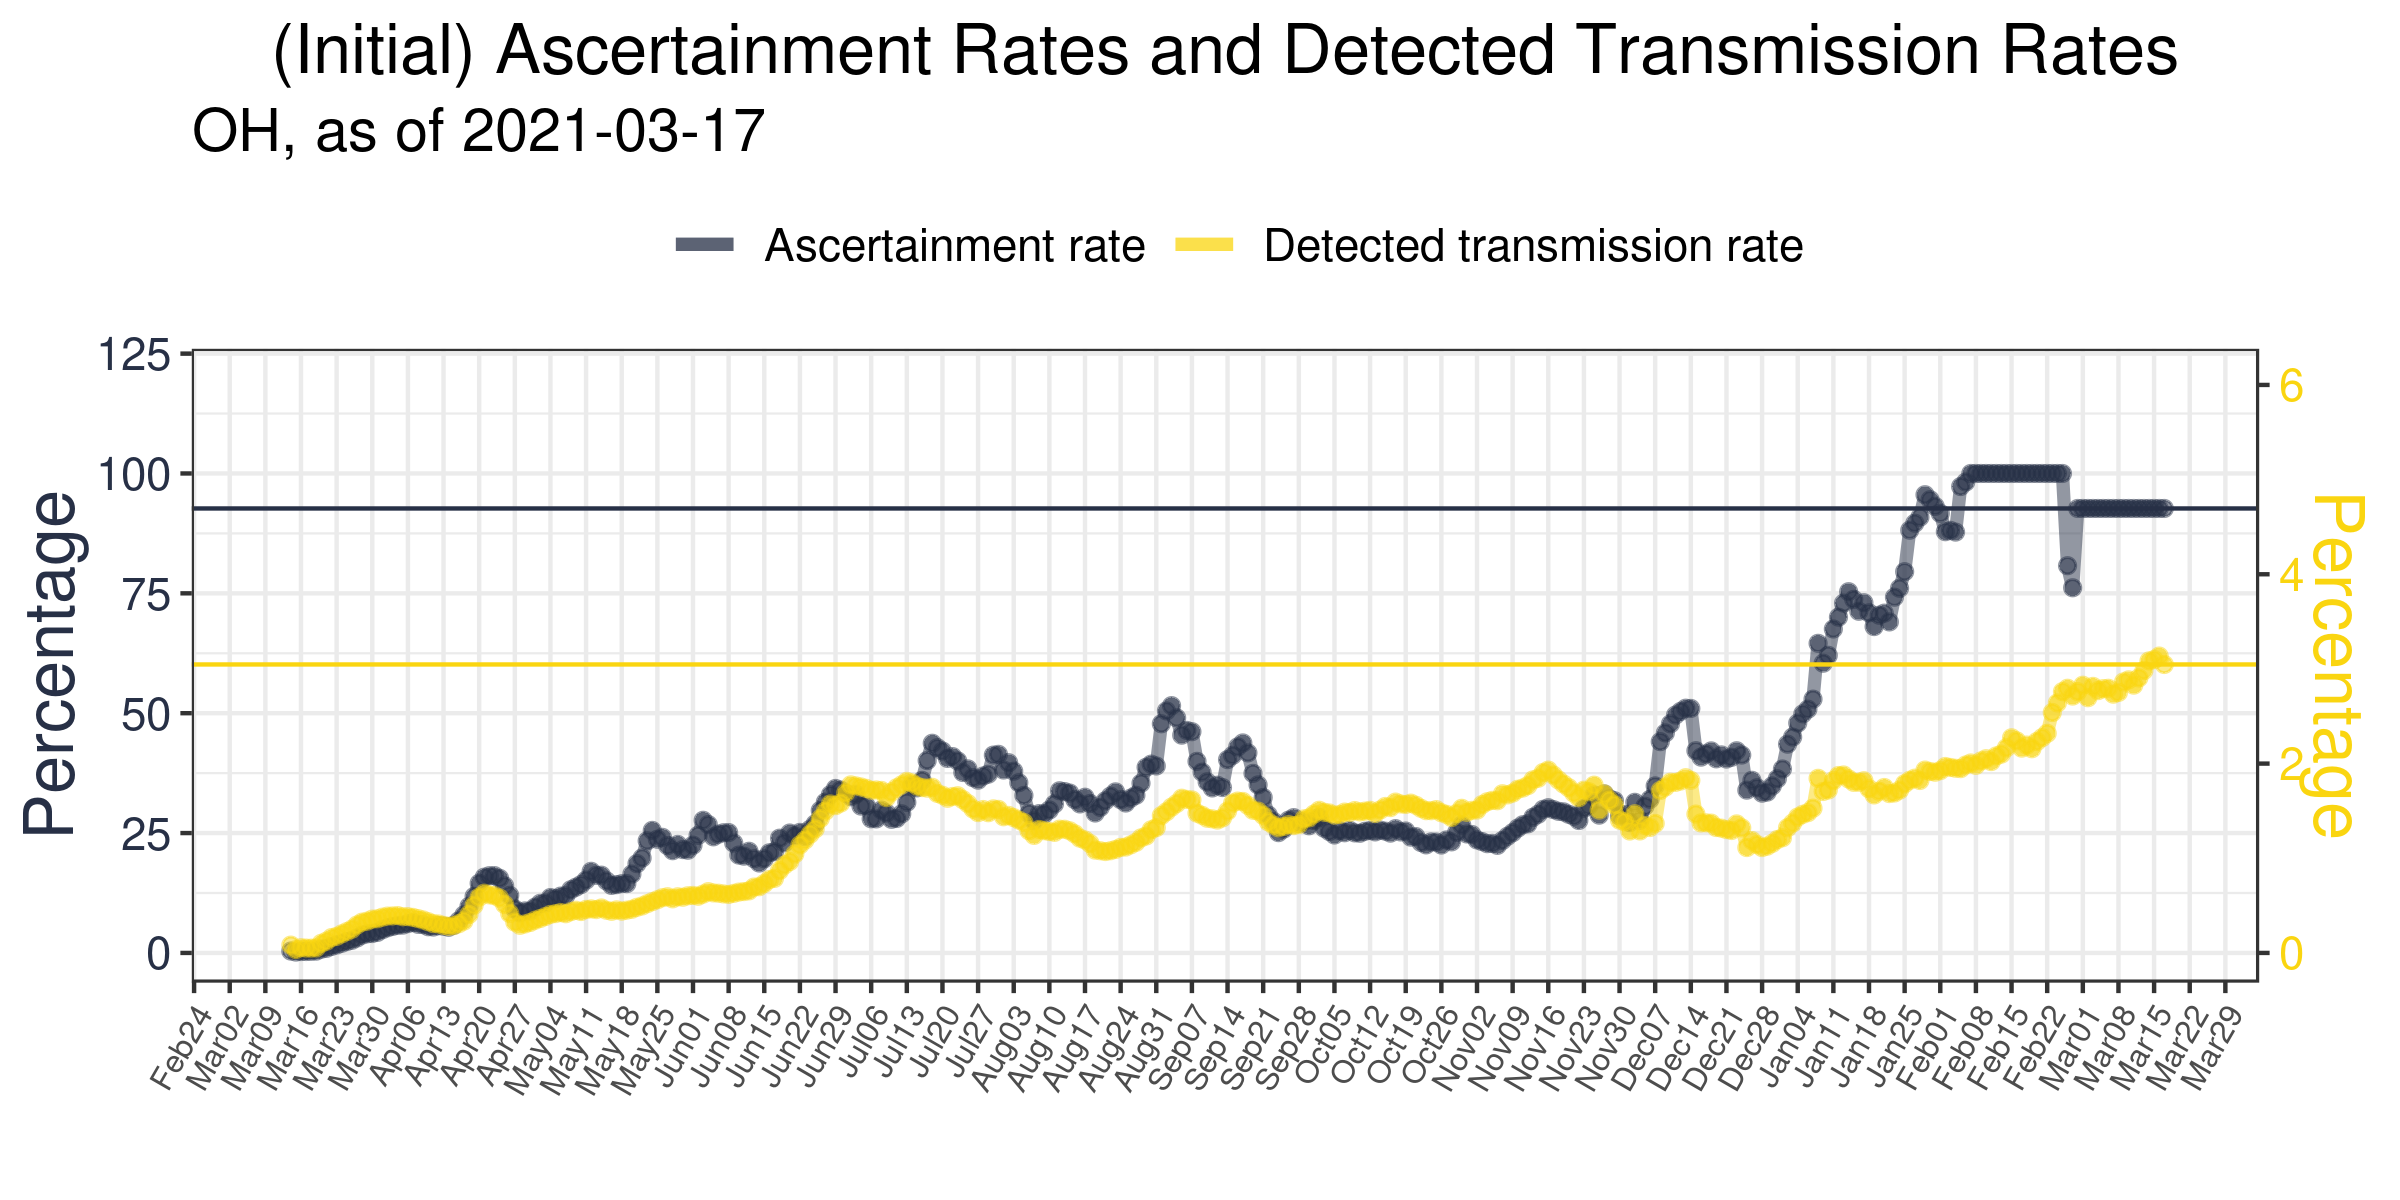 (Initial) Ascertainment Rates and Detected Transmission Rates
OH, as of 2021-03-17
Ascertainment rate
Detected transmission rate
Percentage
125
100
75
50
25
0
6
4
2
0
Percentage
Feb24
Mar02
Mar09
Mar16
Mar23
Mar30
Apr06
Apr13
Apr20
Apr27
May04
May11
May18
May25
Jun01
Jun08
Jun15
Jun22
Jun29
Jul06
Jul13
Jul20
Jul27
Aug03
Aug10
Aug17
Aug24
Aug31
Sep07
Sep14
Sep21
Sep28
Oct05
Oct12
Oct19
Oct26
Nov02
Nov09
Nov16
Nov23
Nov30
Dec07
Dec14
Dec21
Dec28
Jan04
Jan11
Jan18
Jan25
Feb01
Feb08
Feb15
Feb22
Mar01
Mar08
Mar15
Mar22
Mar29